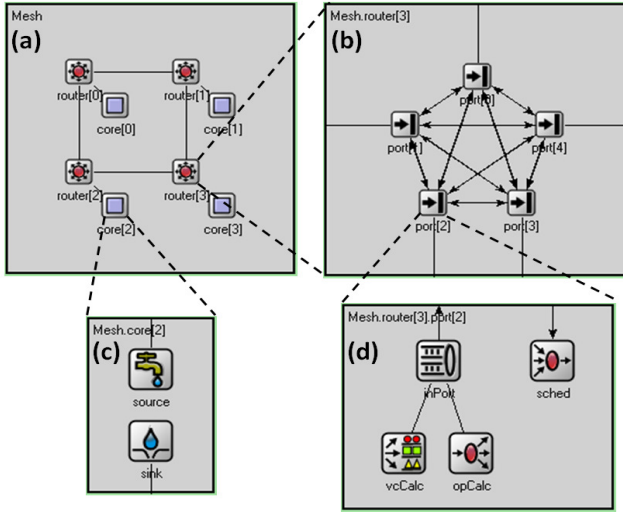 Mesh
(a)
router[0]
router[1]
core[0]
core[1]
router[2]
router[3]
core[2]
core[3]
Mesh.router[3]
(b)
port[0]
port[1]
port[4]
port[2]
port[3]
Mesh.core[2]
(c)
source
sink
Mesh.router[3].port[2]
(d)
inPort
sched
vcCalc
opCalc